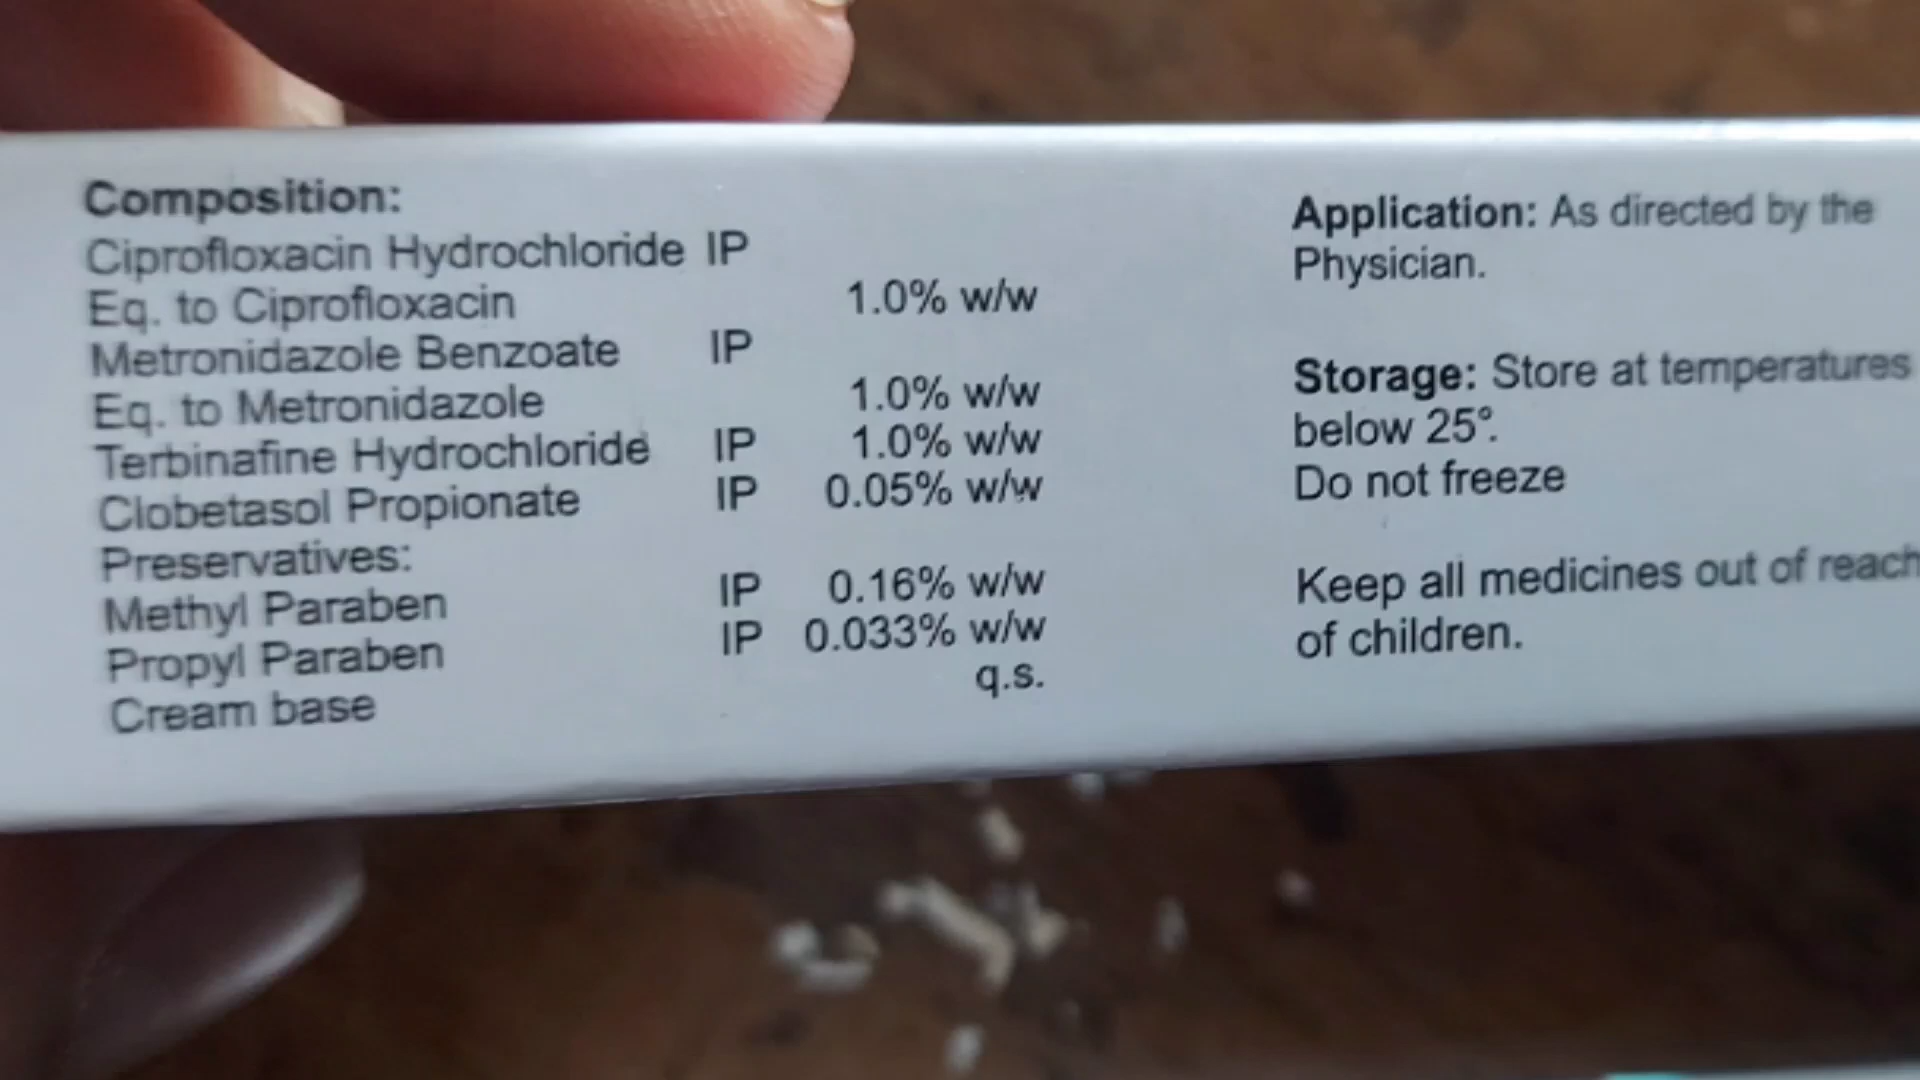 Composition:
Ciprofloxacin Hydrochloride IP
Eq. to Ciprofloxacin 1.0% w/w
Metronidazole Benzoate IP
Eq. to Metronidazole 1.0% w/w
Terbinafine Hydrochloride IP 1.0% w/w
Clobetasol Propionate IP 0.05% w/w
Preservatives:
Methyl Paraben IP 0.16% w/w
Propyl Paraben IP 0.033% w/w
Cream base q.s.
Application: As directed by the
Physician.
Storage: Store at temperatures
below 25°.
Do not freeze
Keep all medicines out of reach
of children.